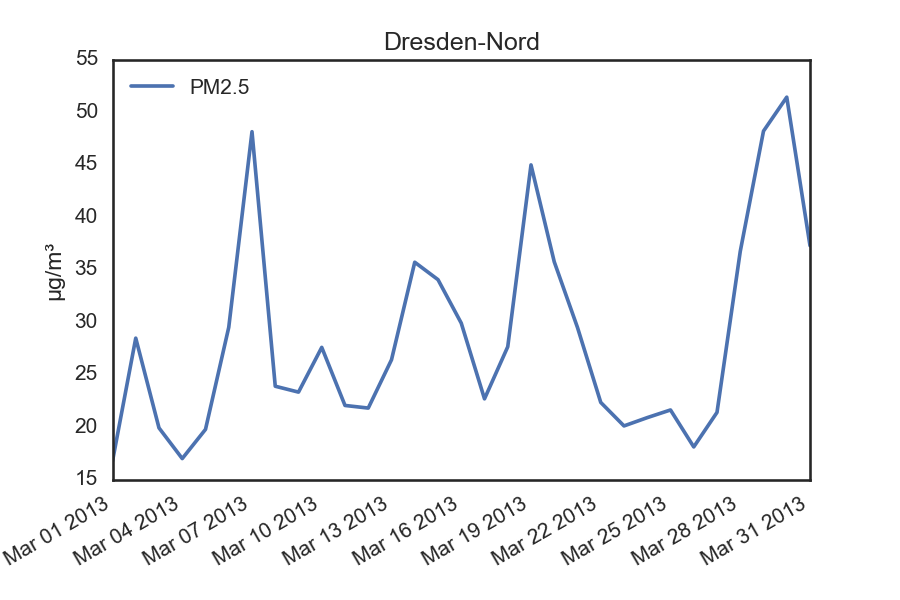 Dresden-Nord
55
PM2.5
50
45
40
35
30
25
20
15
µg/m³
Mar 01 2013
Mar 04 2013
Mar 07 2013
Mar 10 2013
Mar 13 2013
Mar 16 2013
Mar 19 2013
Mar 22 2013
Mar 25 2013
Mar 28 2013
Mar 31 2013